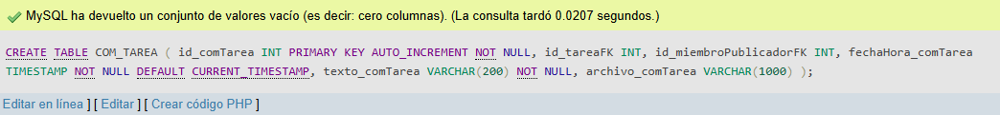 MySQL ha devuelto un conjunto de valores vacío (es decir: cero columnas). (La consulta tardó 0.0207 segundos.)
CREATE TABLE COM_TAREA ( id_comTarea INT PRIMARY KEY AUTO_INCREMENT NOT NULL, id_tareaFK INT, id_miembroPublicadorFK INT, fechaHora_comTarea
TIMESTAMP NOT NULL DEFAULT CURRENT_TIMESTAMP, texto_comTarea VARCHAR(200) NOT NULL, archivo_comTarea VARCHAR(1000) );
Editar en línea ] [ Editar ] [ Crear código PHP ]